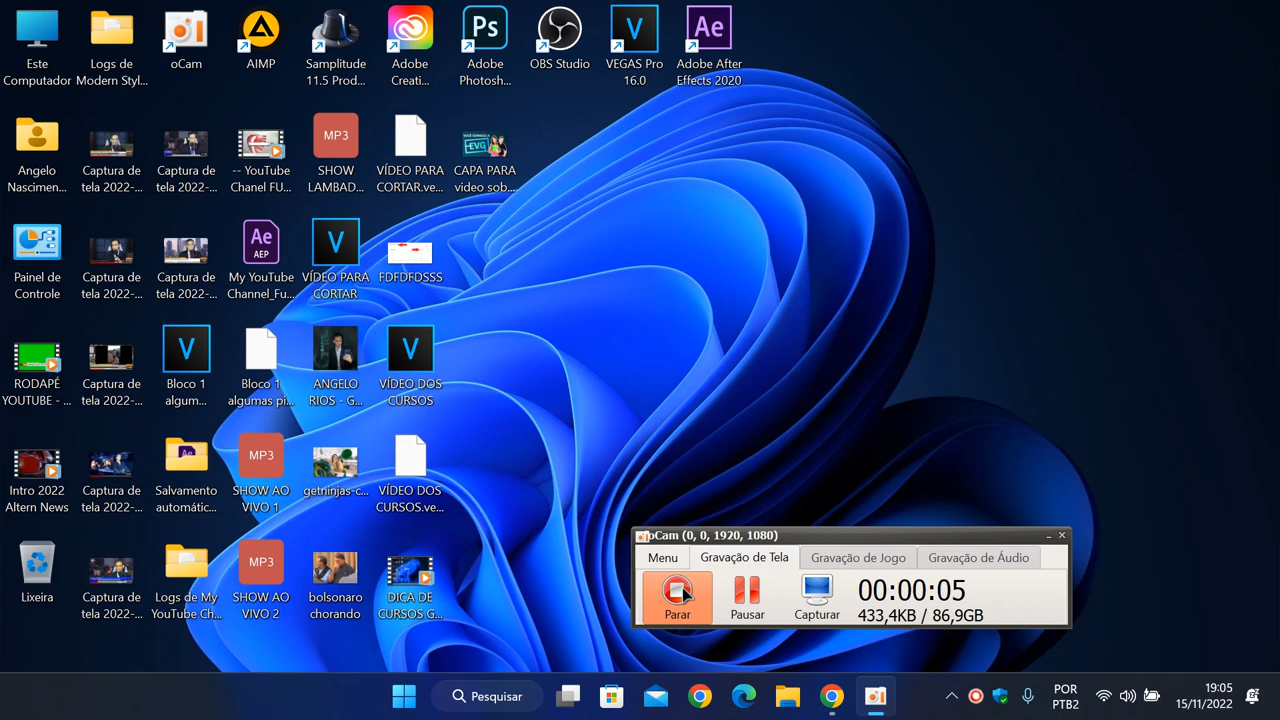 Este
Computador
Logs de
Modern Styl...
oCam
AIMP
Samplitude
11.5 Prod...
Adobe
Creati...
Ps
Adobe
Photosh...
OBS Studio
V
VEGAS Pro
16.0
Ae
Adobe After
Effects 2020
Angelo
Nascimen...
Captura de
tela 2022-...
Captura de
tela 2022-...
-- YouTube
Chanel FU...
MP3
SHOW
LAMBAD...
VÍDEO PARA
CORTAR.ve...
EVG
CAPA PARA
video sob...
Painel de
Controle
Captura de
tela 2022-...
Captura de
tela 2022-...
Ae
AEP
My YouTube
Channel_Fu...
V
VÍDEO PARA
CORTAR
FDFDFDSSS
RODAPÉ
YOUTUBE - ...
Captura de
tela 2022-...
V
Bloco 1
algum...
Bloco 1
algumas pi...
ANGELO
RIOS - G...
V
VÍDEO DOS
CURSOS
Intro 2022
Altern News
Captura de
tela 2022-...
Ae
Salvamento
automátic...
MP3
SHOW AO
VIVO 1
getninjas-c...
VÍDEO DOS
CURSOS.ve...
Lixeira
Captura de
tela 2022-...
Logs de My
YouTube Ch...
MP3
SHOW AO
VIVO 2
bolsonaro
chorando
DICA DE
CURSOS G...
oCam (0, 0, 1920, 1080)
Menu
Gravação de Tela
Gravação de Jogo
Gravação de Áudio
Parar
Pausar
Capturar
00:00:05
433,4KB / 86,9GB
Pesquisar
POR
PTB2
19:05
15/11/2022